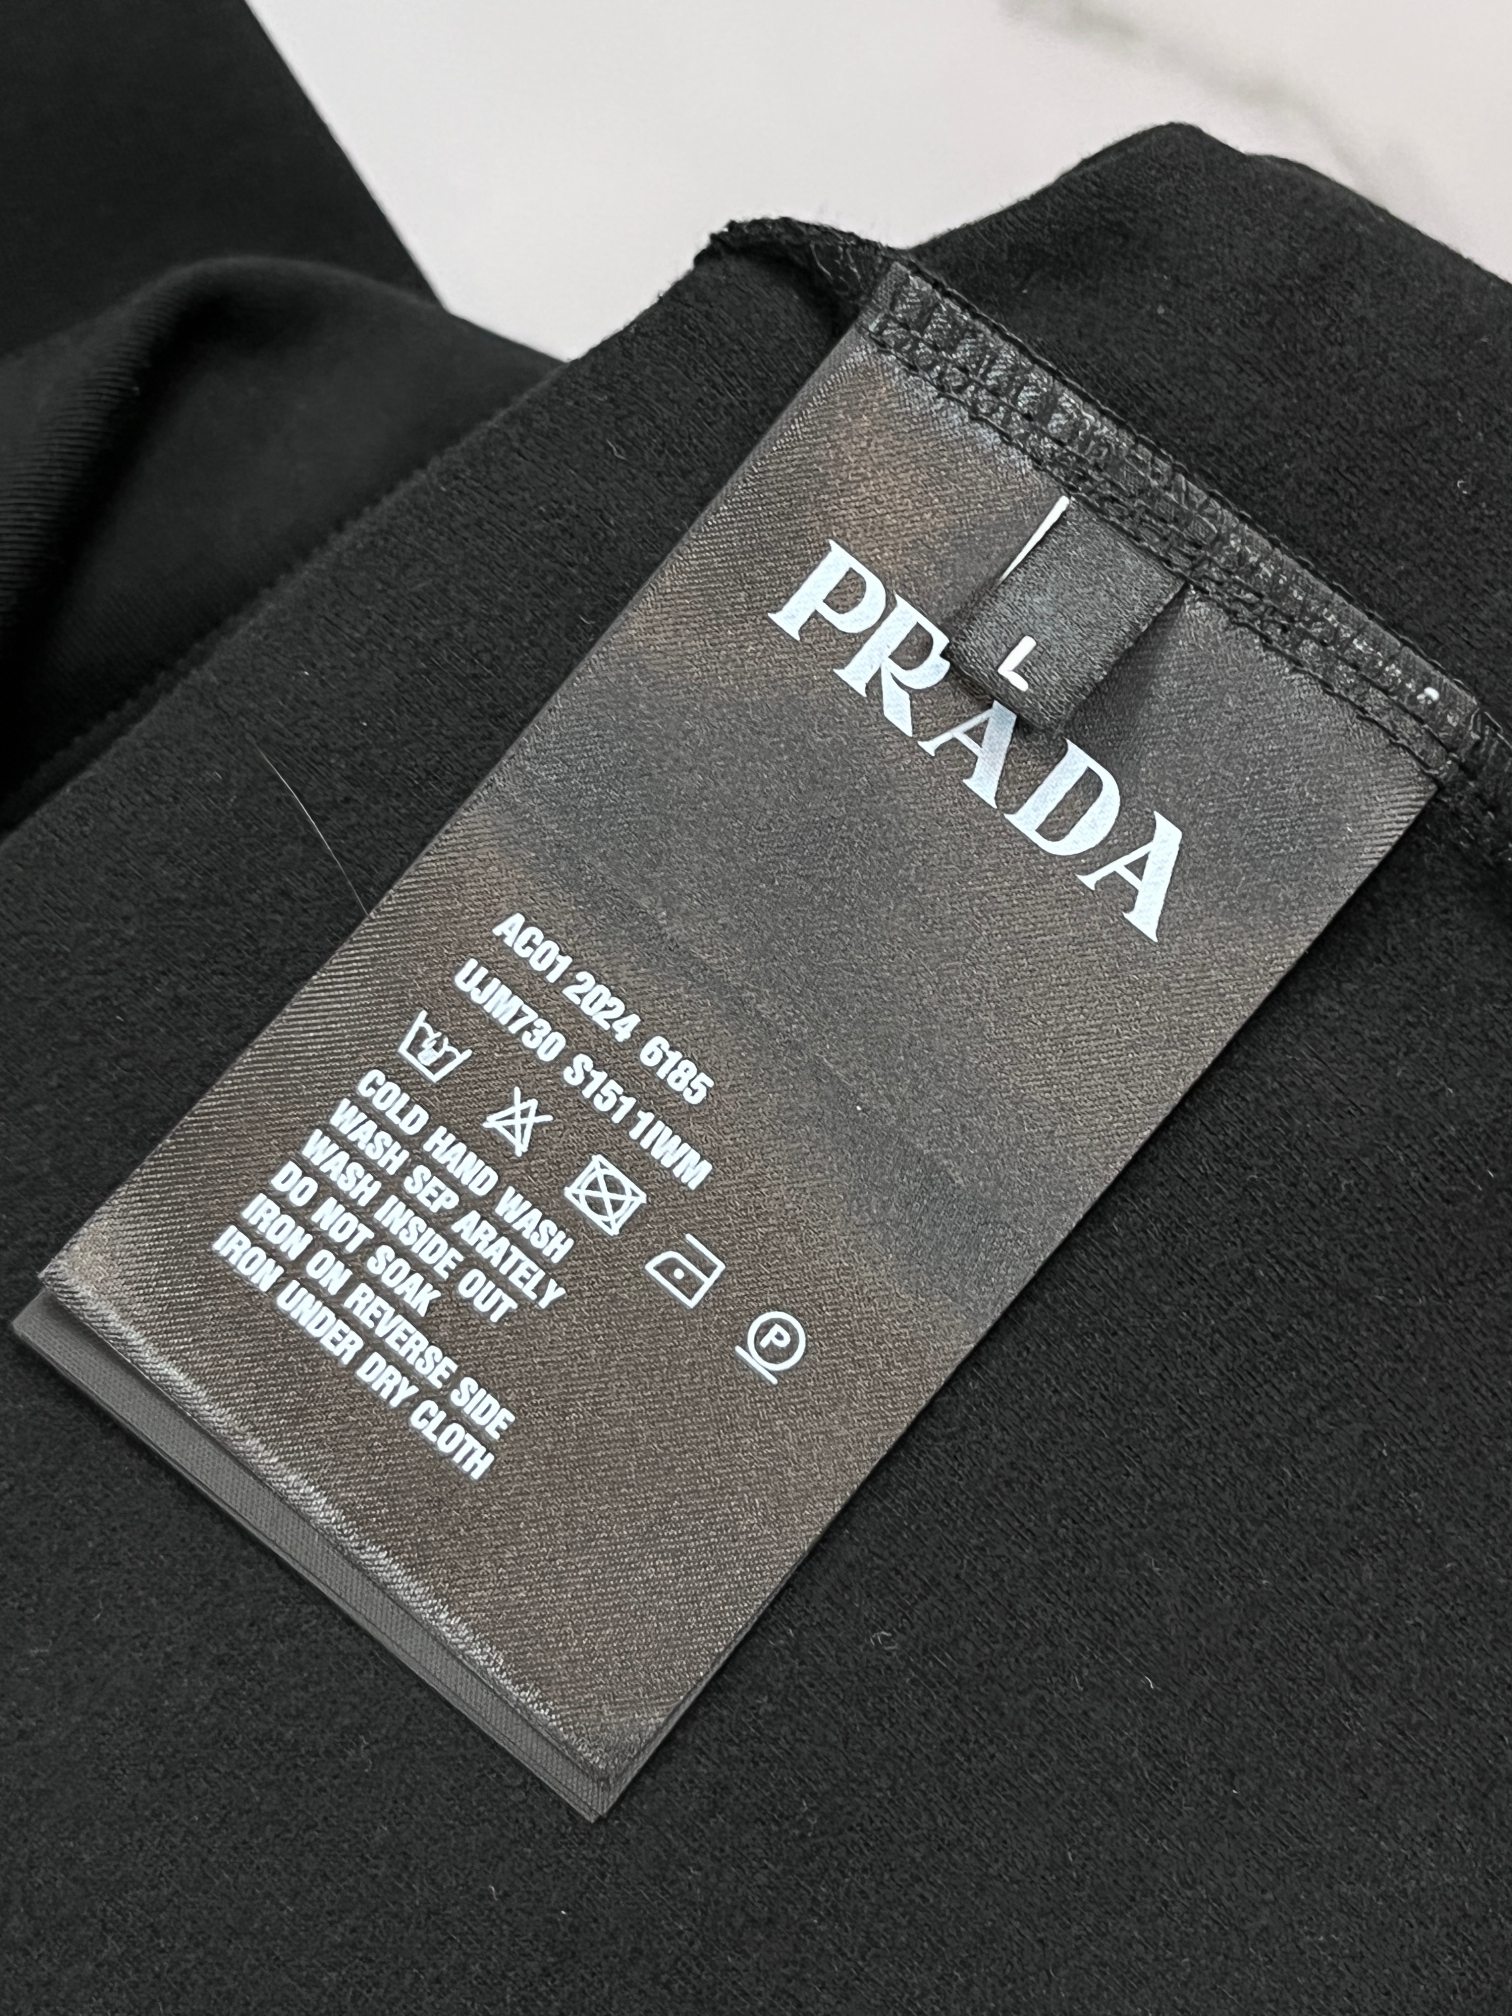 L
PRADA
AC01 2024 6185
UJM730 S151 1IWM
P
COLD HAND WASH
WASH SEP ARATELY
WASH INSIDE OUT
DO NOT SOAK
IRON ON REVERSE SIDE
IRON UNDER DRY CLOTH